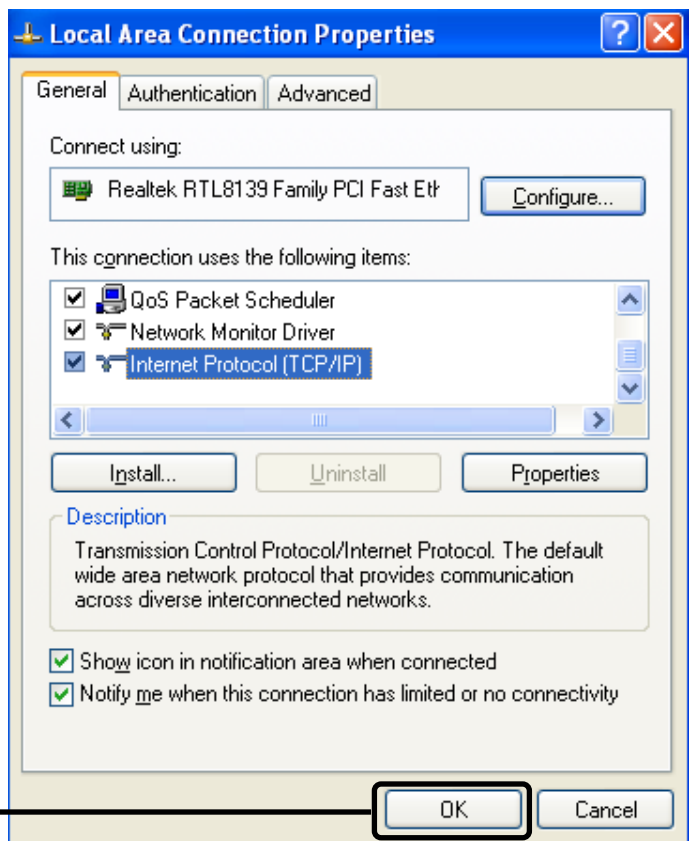 Local Area Connection Properties
General Authentication Advanced
Connect using:
Realtek RTL8139 Family PCI Fast Eth
Configure...
This connection uses the following items:
QoS Packet Scheduler
Network Monitor Driver
Internet Protocol (TCP/IP)
Install... Uninstall Properties
Description
Transmission Control Protocol/Internet Protocol. The default
wide area network protocol that provides communication
across diverse interconnected networks.
Show icon in notification area when connected
Notify me when this connection has limited or no connectivity
OK Cancel